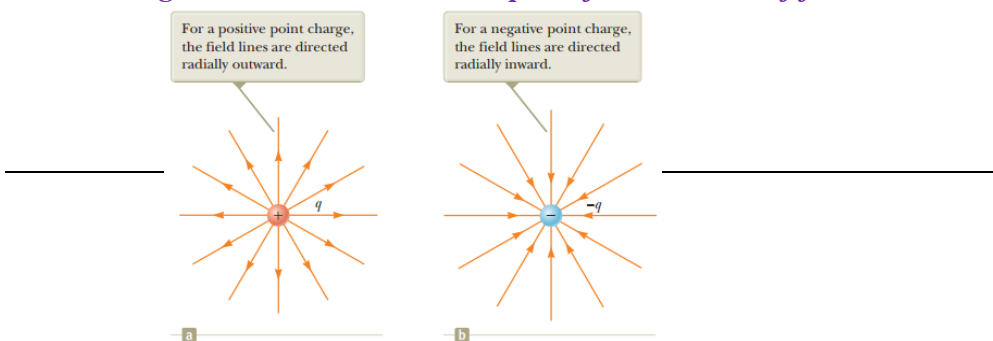 For a positive point charge,
the field lines are directed
radially outward.
For a negative point charge,
the field lines are directed
radially inward.
+
q
−
−q
a
b